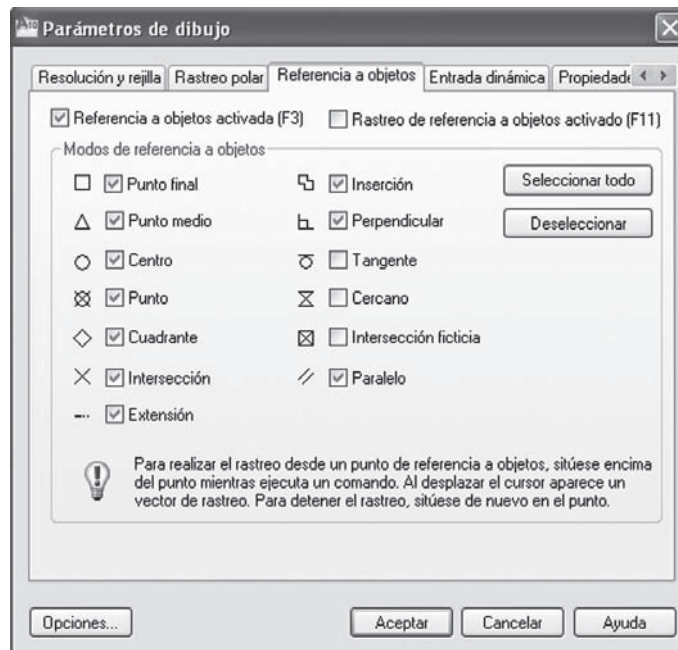 Parámetros de dibujo
Resolución y rejilla
Rastreo polar
Referencia a objetos
Entrada dinámica
Referencia a objetos activada (F3)
Rastreo de referencia a objetos activado (F11)
Modos de referencia a objetos
Punto final
Inserción
Seleccionar todo
Punto medio
Perpendicular
Deseleccionar
Centro
Tangente
Punto
Cercano
Cuadrante
Intersección ficticia
Intersección
Paralelo
Extensión
Para realizar el rastreo desde un punto de referencia a objetos, sitúese encima
del punto mientras ejecuta un comando. Al desplazar el cursor aparece un
vector de rastreo. Para detener el rastreo, sitúese de nuevo en el punto.
Opciones...
Aceptar
Cancelar
Ayuda